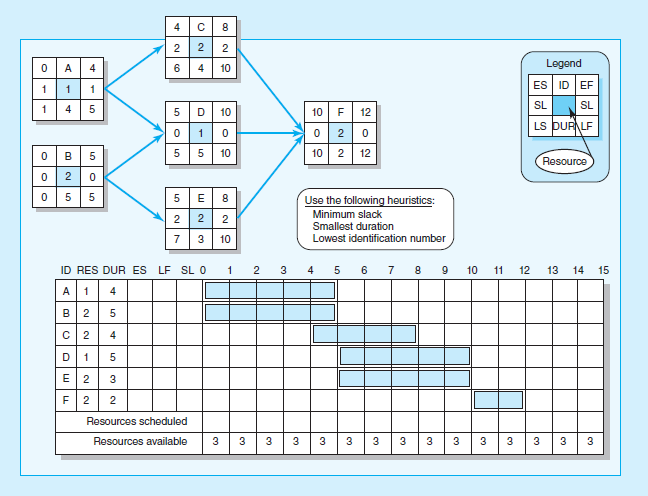 4 C 8
2 2 2
6 4 10
0 A 4
1 1 1
1 4 5
5 D 10
0 1 0
5 5 10
10 F 12
0 2 0
10 2 12
0 B 5
0 2 0
0 5 5
5 E 8
2 2 2
7 3 10
Legend
ES ID EF
SL SL
LS DUR LF
Resource
Use the following heuristics:
Minimum slack
Smallest duration
Lowest identification number
ID RES DUR ES LF SL 0 1 2 3 4 5 6 7 8 9 10 11 12 13 14 15
A 1 4
B 2 5
C 2 4
D 1 5
E 2 3
F 2 2
Resources scheduled
Resources available 3 3 3 3 3 3 3 3 3 3 3 3 3 3 3